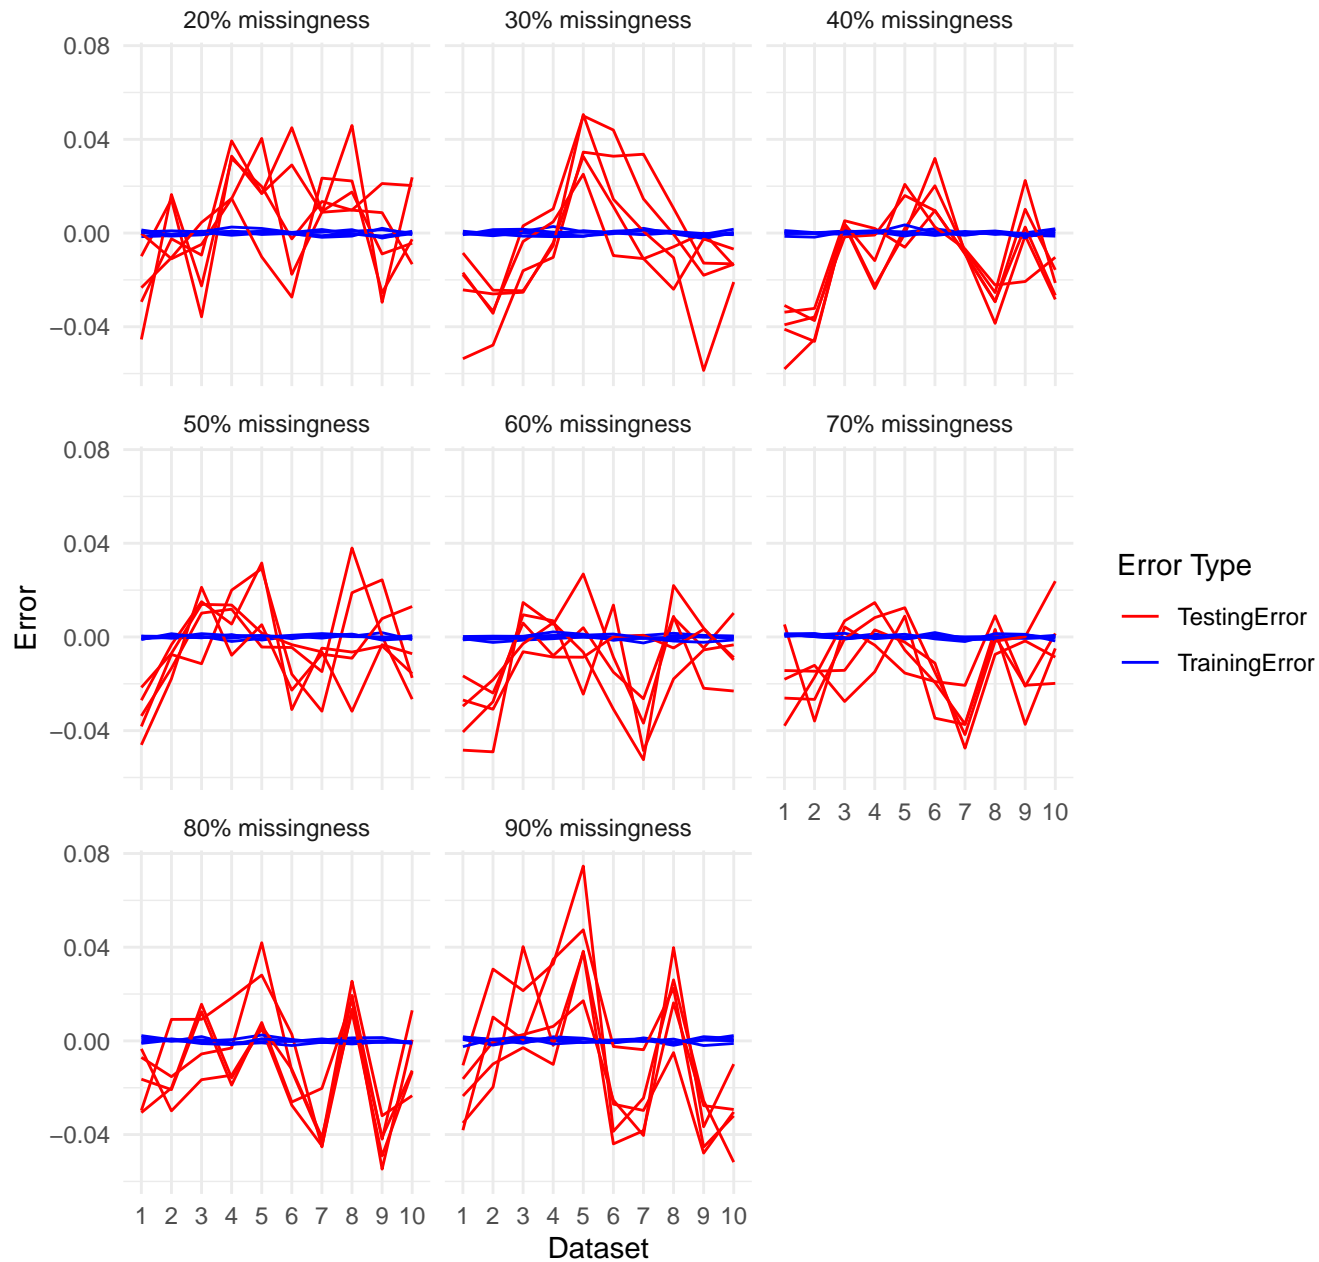 20% missingness 30% missingness 40% missingness
0.08
0.04
0.00
−0.04
50% missingness 60% missingness 70% missingness
0.08
0.04
0.00
−0.04
1 2 3 4 5 6 7 8 9 10
80% missingness 90% missingness
0.08
0.04
0.00
−0.04
1 2 3 4 5 6 7 8 9 10 1 2 3 4 5 6 7 8 9 10
Dataset
Error
Error Type
TestingError
TrainingError